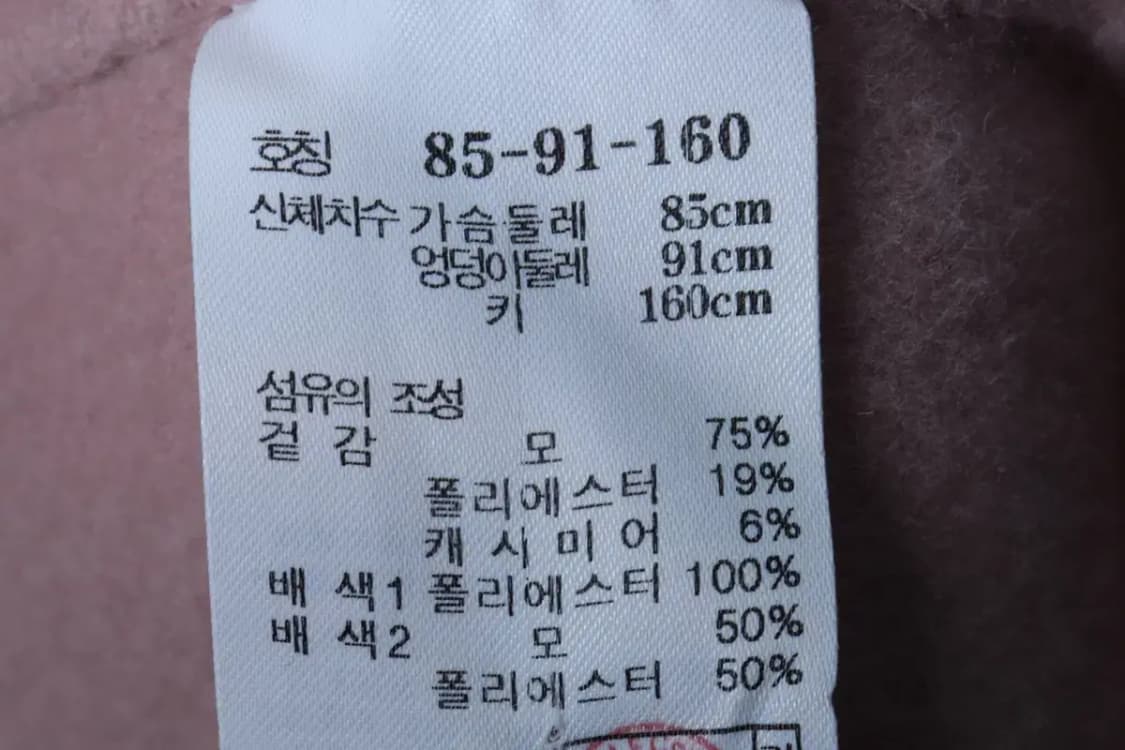 호칭 85-91-160
신체치수 가슴둘레 85cm
엉덩이둘레 91cm
키 160cm
섬유의 조성
겉 감 모 75%
폴리에스터 19%
캐 시 미 어 6%
배 색1 폴리에스터 100%
배 색2 모 50%
폴리에스터 50%